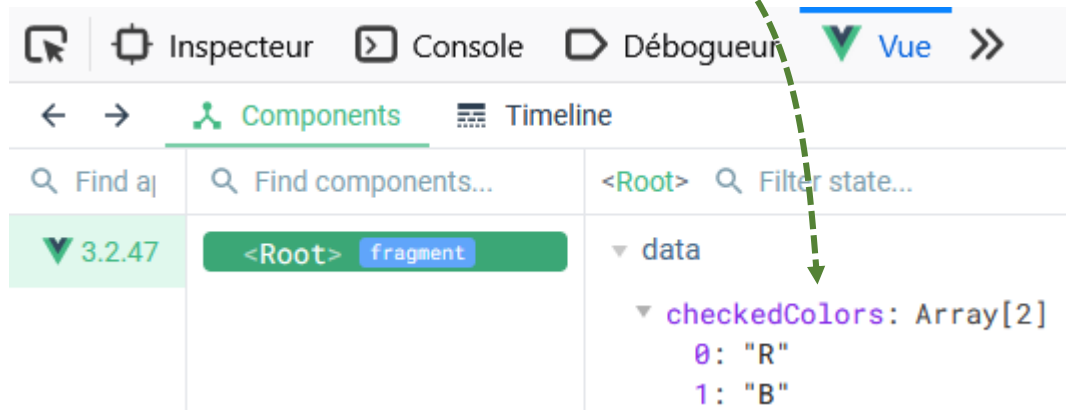 Inspecteur Console Débogueur Vue
Components Timeline
Find a Find components... <Root> Filter state...
3.2.47 <Root> fragment data
checkedColors: Array[2]
0: "R"
1: "B"